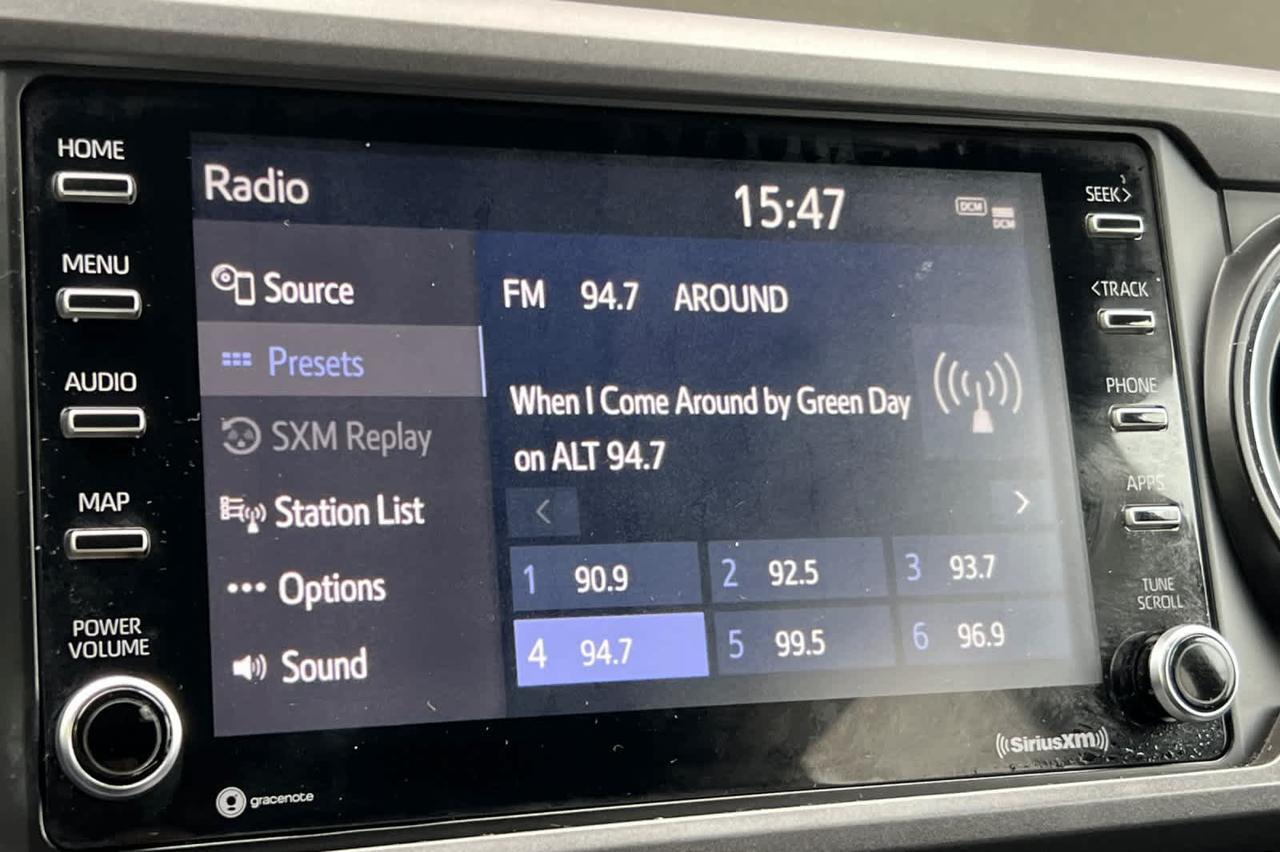 HOME
MENU
AUDIO
MAP
POWER
VOLUME
Radio
15:47
DCM
DCM
Source
Presets
SXM Replay
Station List
Options
Sound
FM 94.7 AROUND
When I Come Around by Green Day
on ALT 94.7
<
>
1 90.9
2 92.5
3 93.7
4 94.7
5 99.5
6 96.9
SEEK>
<TRACK
PHONE
APPS
TUNE
SCROLL
gracenote
SiriusXM